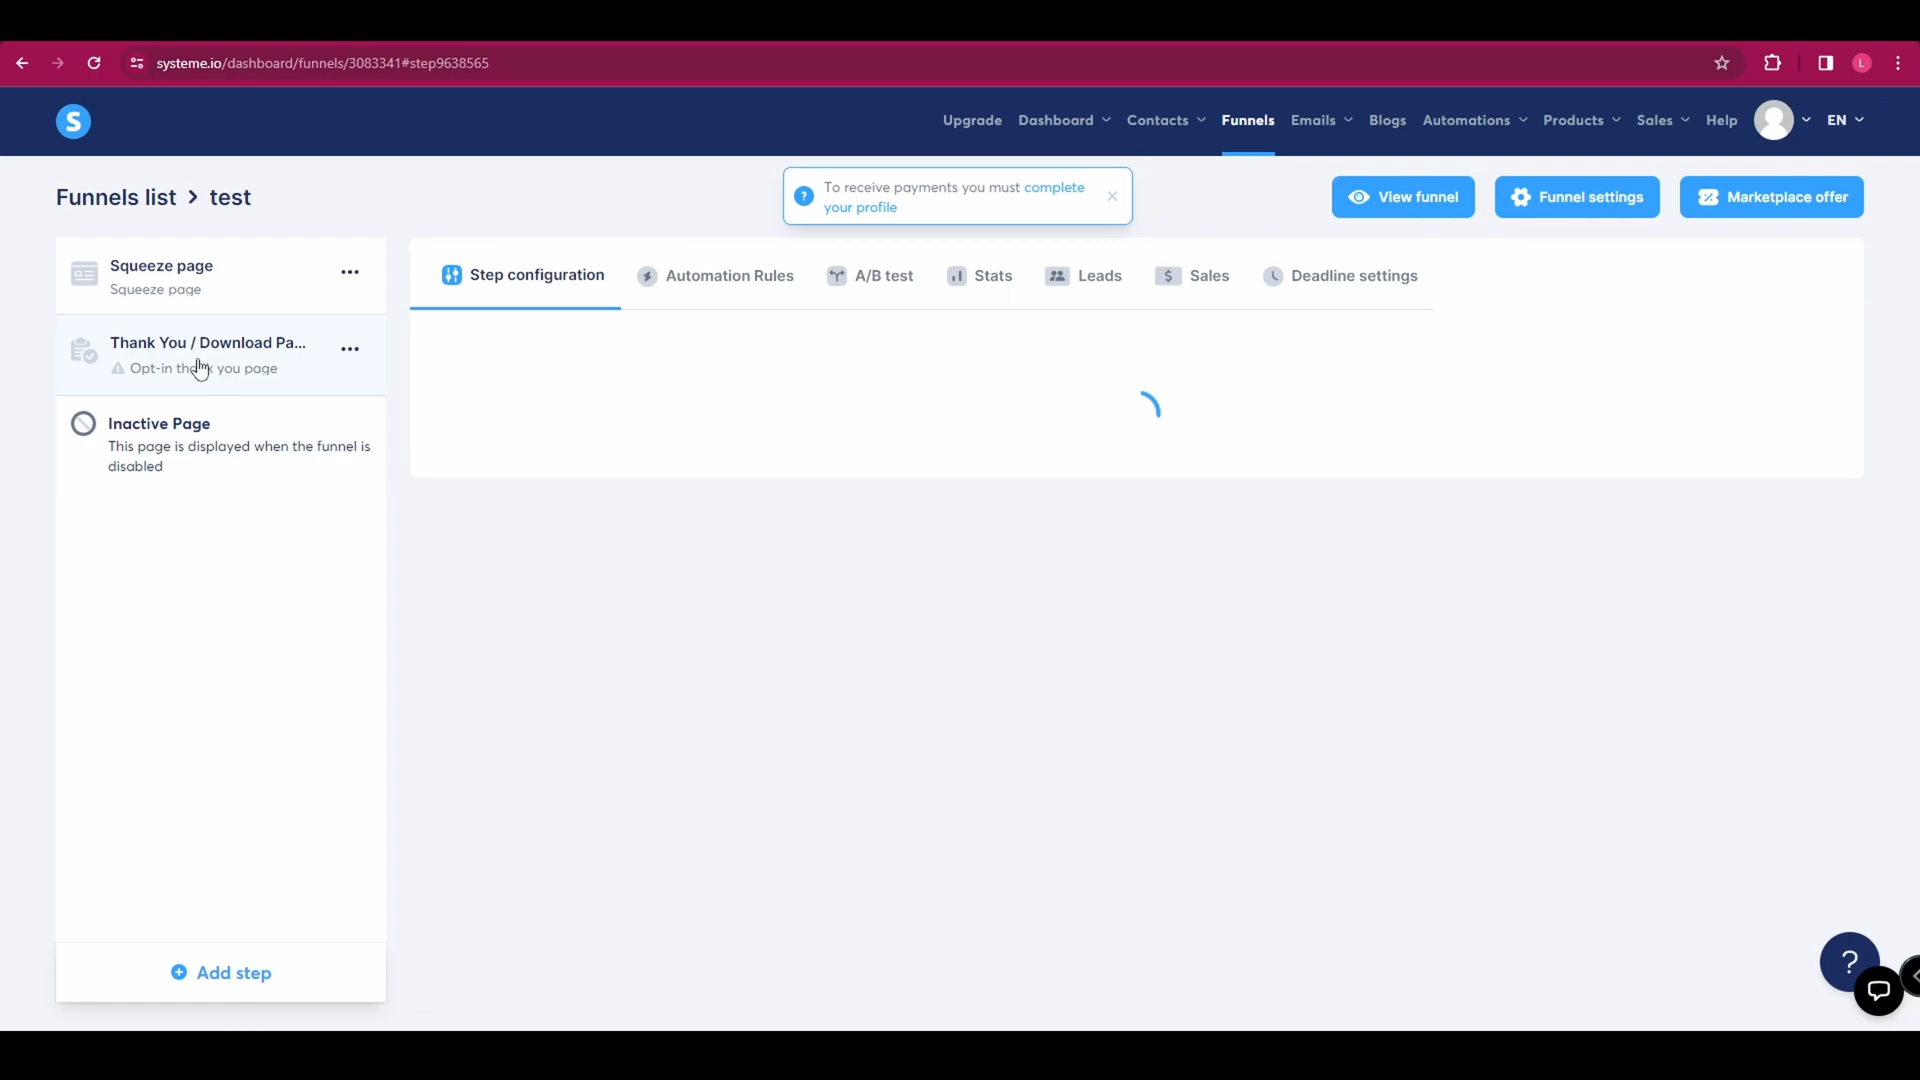 systeme.io/dashboard/funnels/3083341#step9638565
L
S
Upgrade Dashboard Contacts Funnels Emails Blogs Automations Products Sales Help EN
Funnels list > test
To receive payments you must complete
your profile
View funnel
Funnel settings
Marketplace offer
Squeeze page
Squeeze page
Thank You / Download Pa...
Opt-in thank you page
Inactive Page
This page is displayed when the funnel is
disabled
Add step
Step configuration Automation Rules A/B test Stats Leads Sales Deadline settings